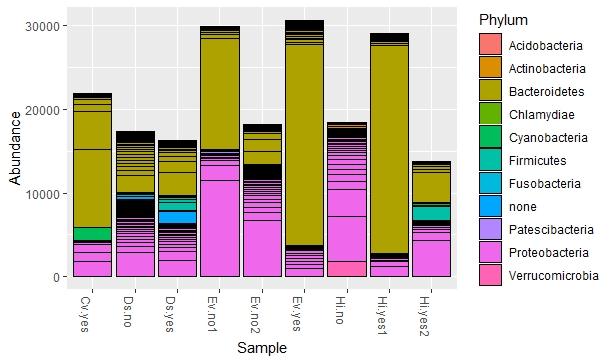 Abundance
30000
20000
10000
0
Cv.yes
Ds.no
Ds.yes
Ev.no1
Ev.no2
Ev.yes
Hi.no
Hi.yes1
Hi.yes2
Sample
Phylum
Acidobacteria
Actinobacteria
Bacteroidetes
Chlamydiae
Cyanobacteria
Firmicutes
Fusobacteria
none
Patescibacteria
Proteobacteria
Verrucomicrobia